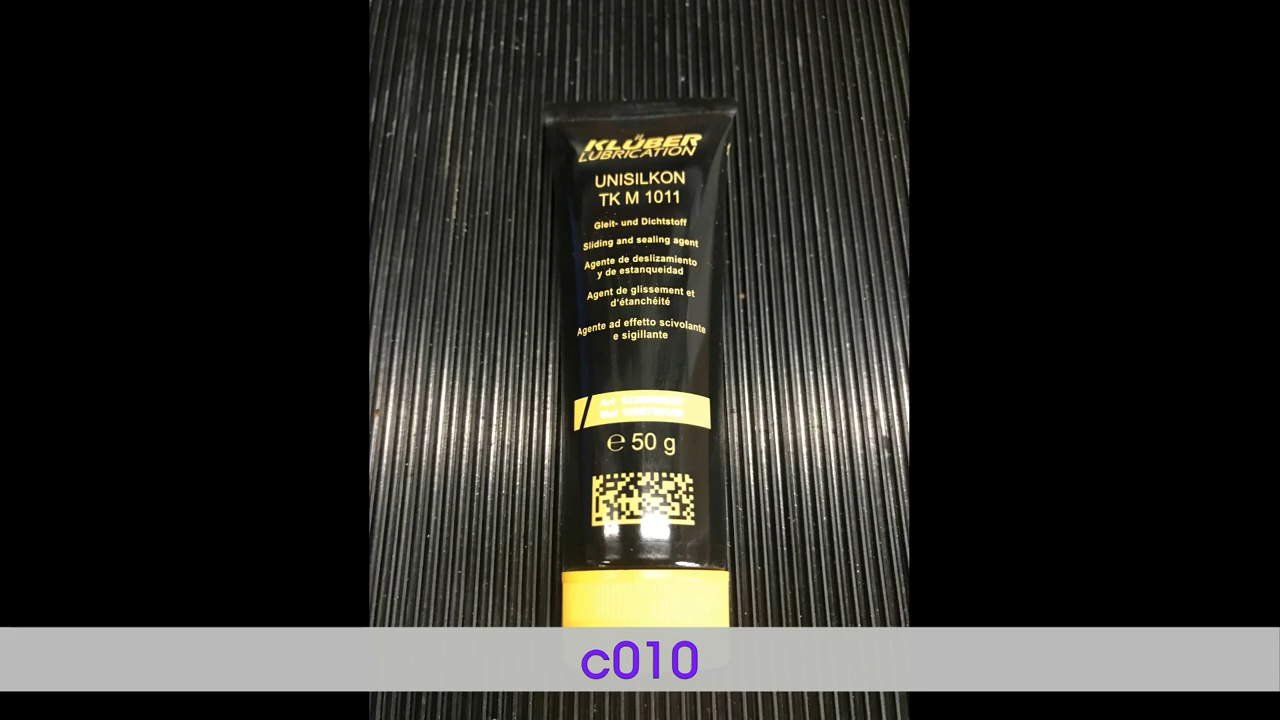 KLÜBER
LUBRICATION
UNISILKON
TK M 1011
Gleit- und Dichtstoff
Sliding and sealing agent
Agente de deslizamiento
y de estanqueidad
Agent de glissement et
d'étanchéité
Agente ad effetto scivolante
e sigillante
℮ 50 g
c010